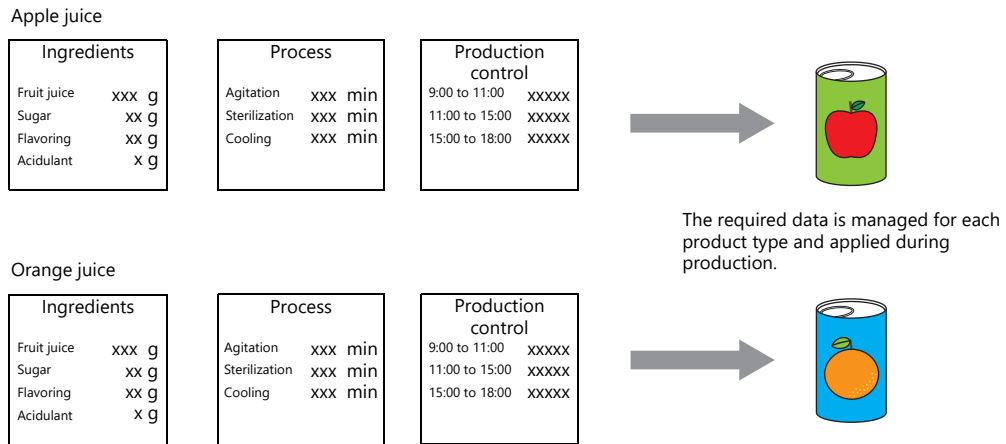 Apple juice
Ingredients
Fruit juice xxx g
Sugar xx g
Flavoring xx g
Acidulant x g
Process
Agitation xxx min
Sterilization xxx min
Cooling xxx min
Production
control
9:00 to 11:00 xxxxx
11:00 to 15:00 xxxxx
15:00 to 18:00 xxxxx
The required data is managed for each
product type and applied during
production.
Orange juice
Ingredients
Fruit juice xxx g
Sugar xx g
Flavoring xx g
Acidulant x g
Process
Agitation xxx min
Sterilization xxx min
Cooling xxx min
Production
control
9:00 to 11:00 xxxxx
11:00 to 15:00 xxxxx
15:00 to 18:00 xxxxx